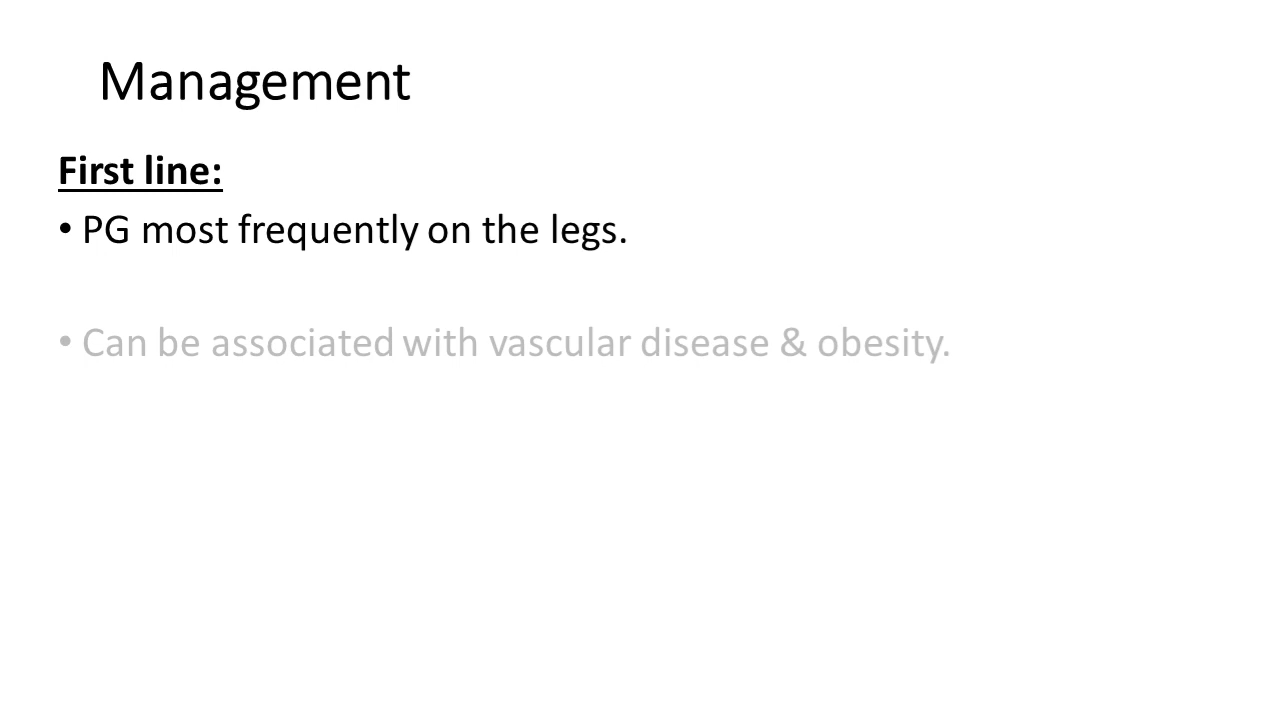 Management
First line:
• PG most frequently on the legs.
• Can be associated with vascular disease & obesity.